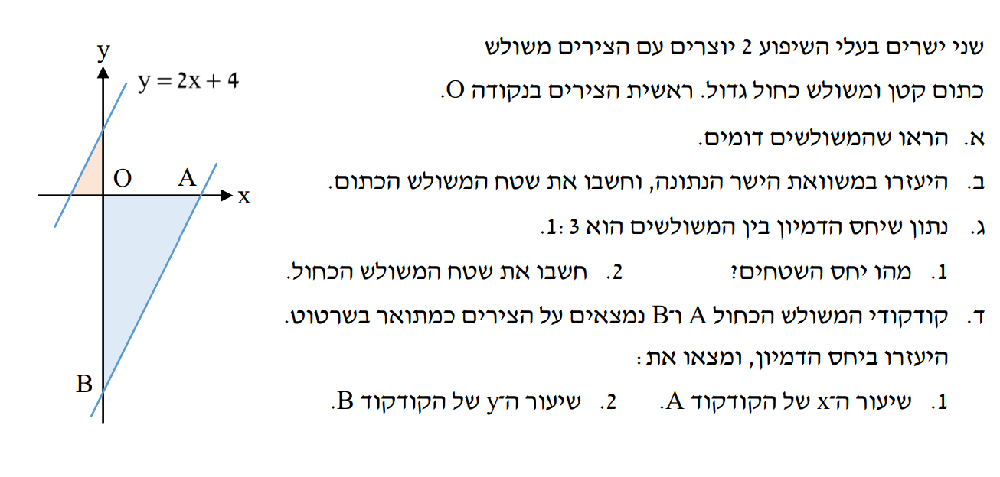 שני ישרים בעלי השיפוע 2 יוצרים עם הצירים משולש
כתום קטן ומשולש כחול גדול. ראשית הצירים בנקודה O.
א. הראו שהמשולשים דומים.
ב. היעזרו במשוואת הישר הנתונה, וחשבו את שטח המשולש הכתום.
ג. נתון שיחס הדמיון בין המשולשים הוא 1:3.
1. מהו יחס השטחים? 2. חשבו את שטח המשולש הכחול.
ד. קודקודי המשולש הכחול A ו־B נמצאים על הצירים כמתואר בשרטוט.
היעזרו ביחס הדמיון, ומצאו את:
1. שיעור ה־x של הקודקוד A. 2. שיעור ה־y של הקודקוד B.
y
y = 2x + 4
O
A
x
B